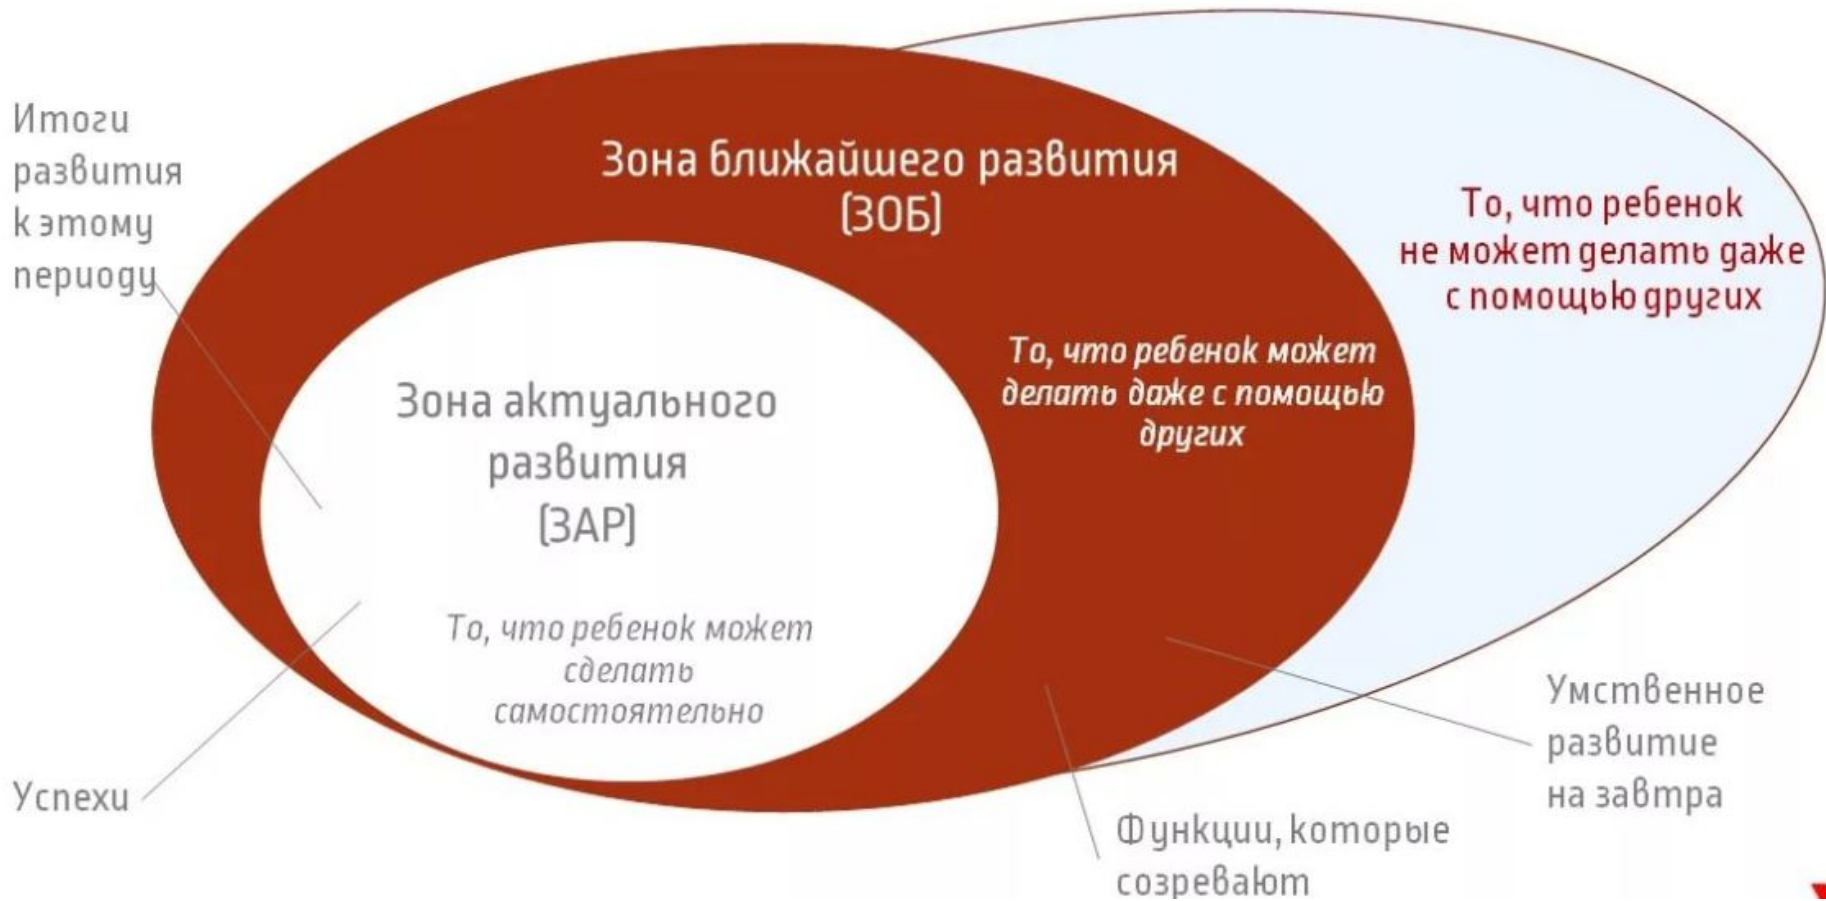 Итоги
развития
к этому
периоду
Зона ближайшего развития
(ЗОБ)
То, что ребенок
не может делать даже
с помощью других
То, что ребенок может
делать даже с помощью
других
Зона актуального
развития
(ЗАР)
То, что ребенок может
сделать
самостоятельно
Успехи
Умственное
развитие
на завтра
Функции, которые
созревают